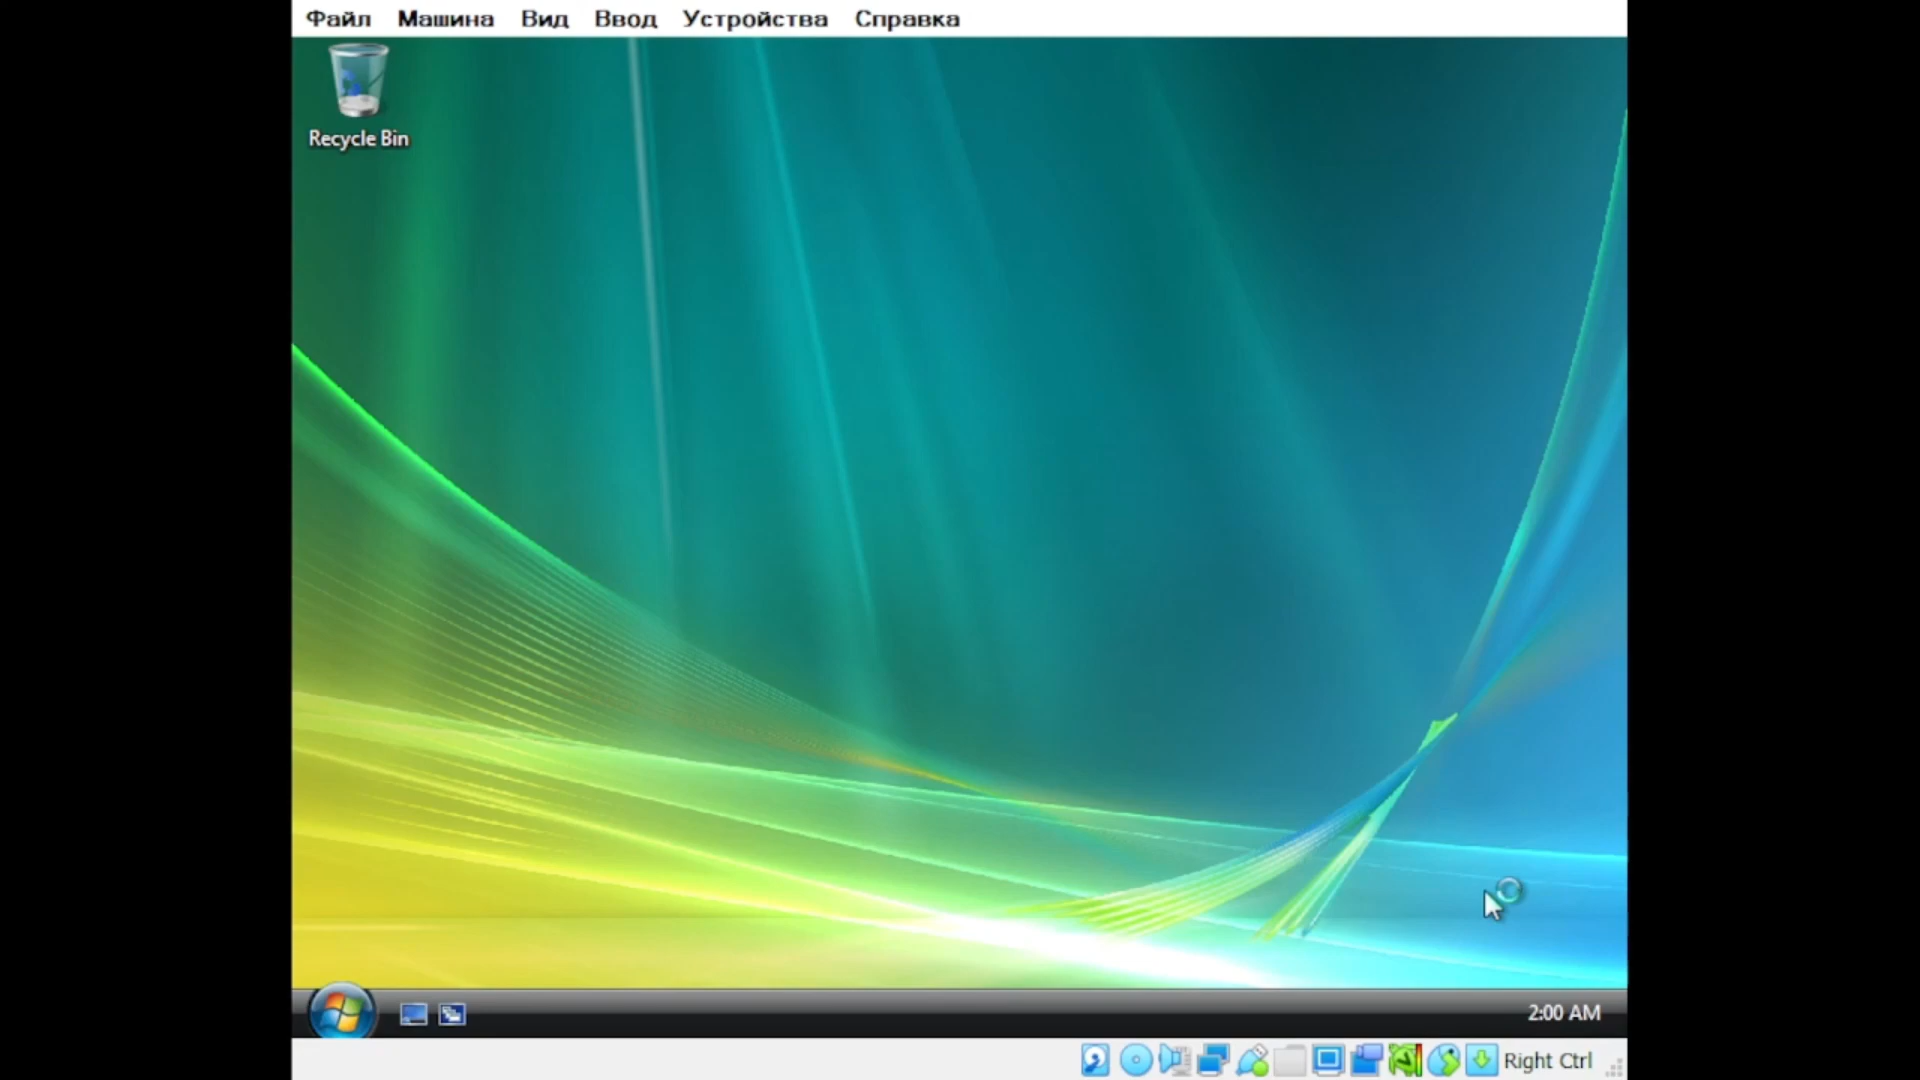 Файл Машина Вид Ввод Устройства Справка
Recycle Bin
2:00 AM
Right Ctrl